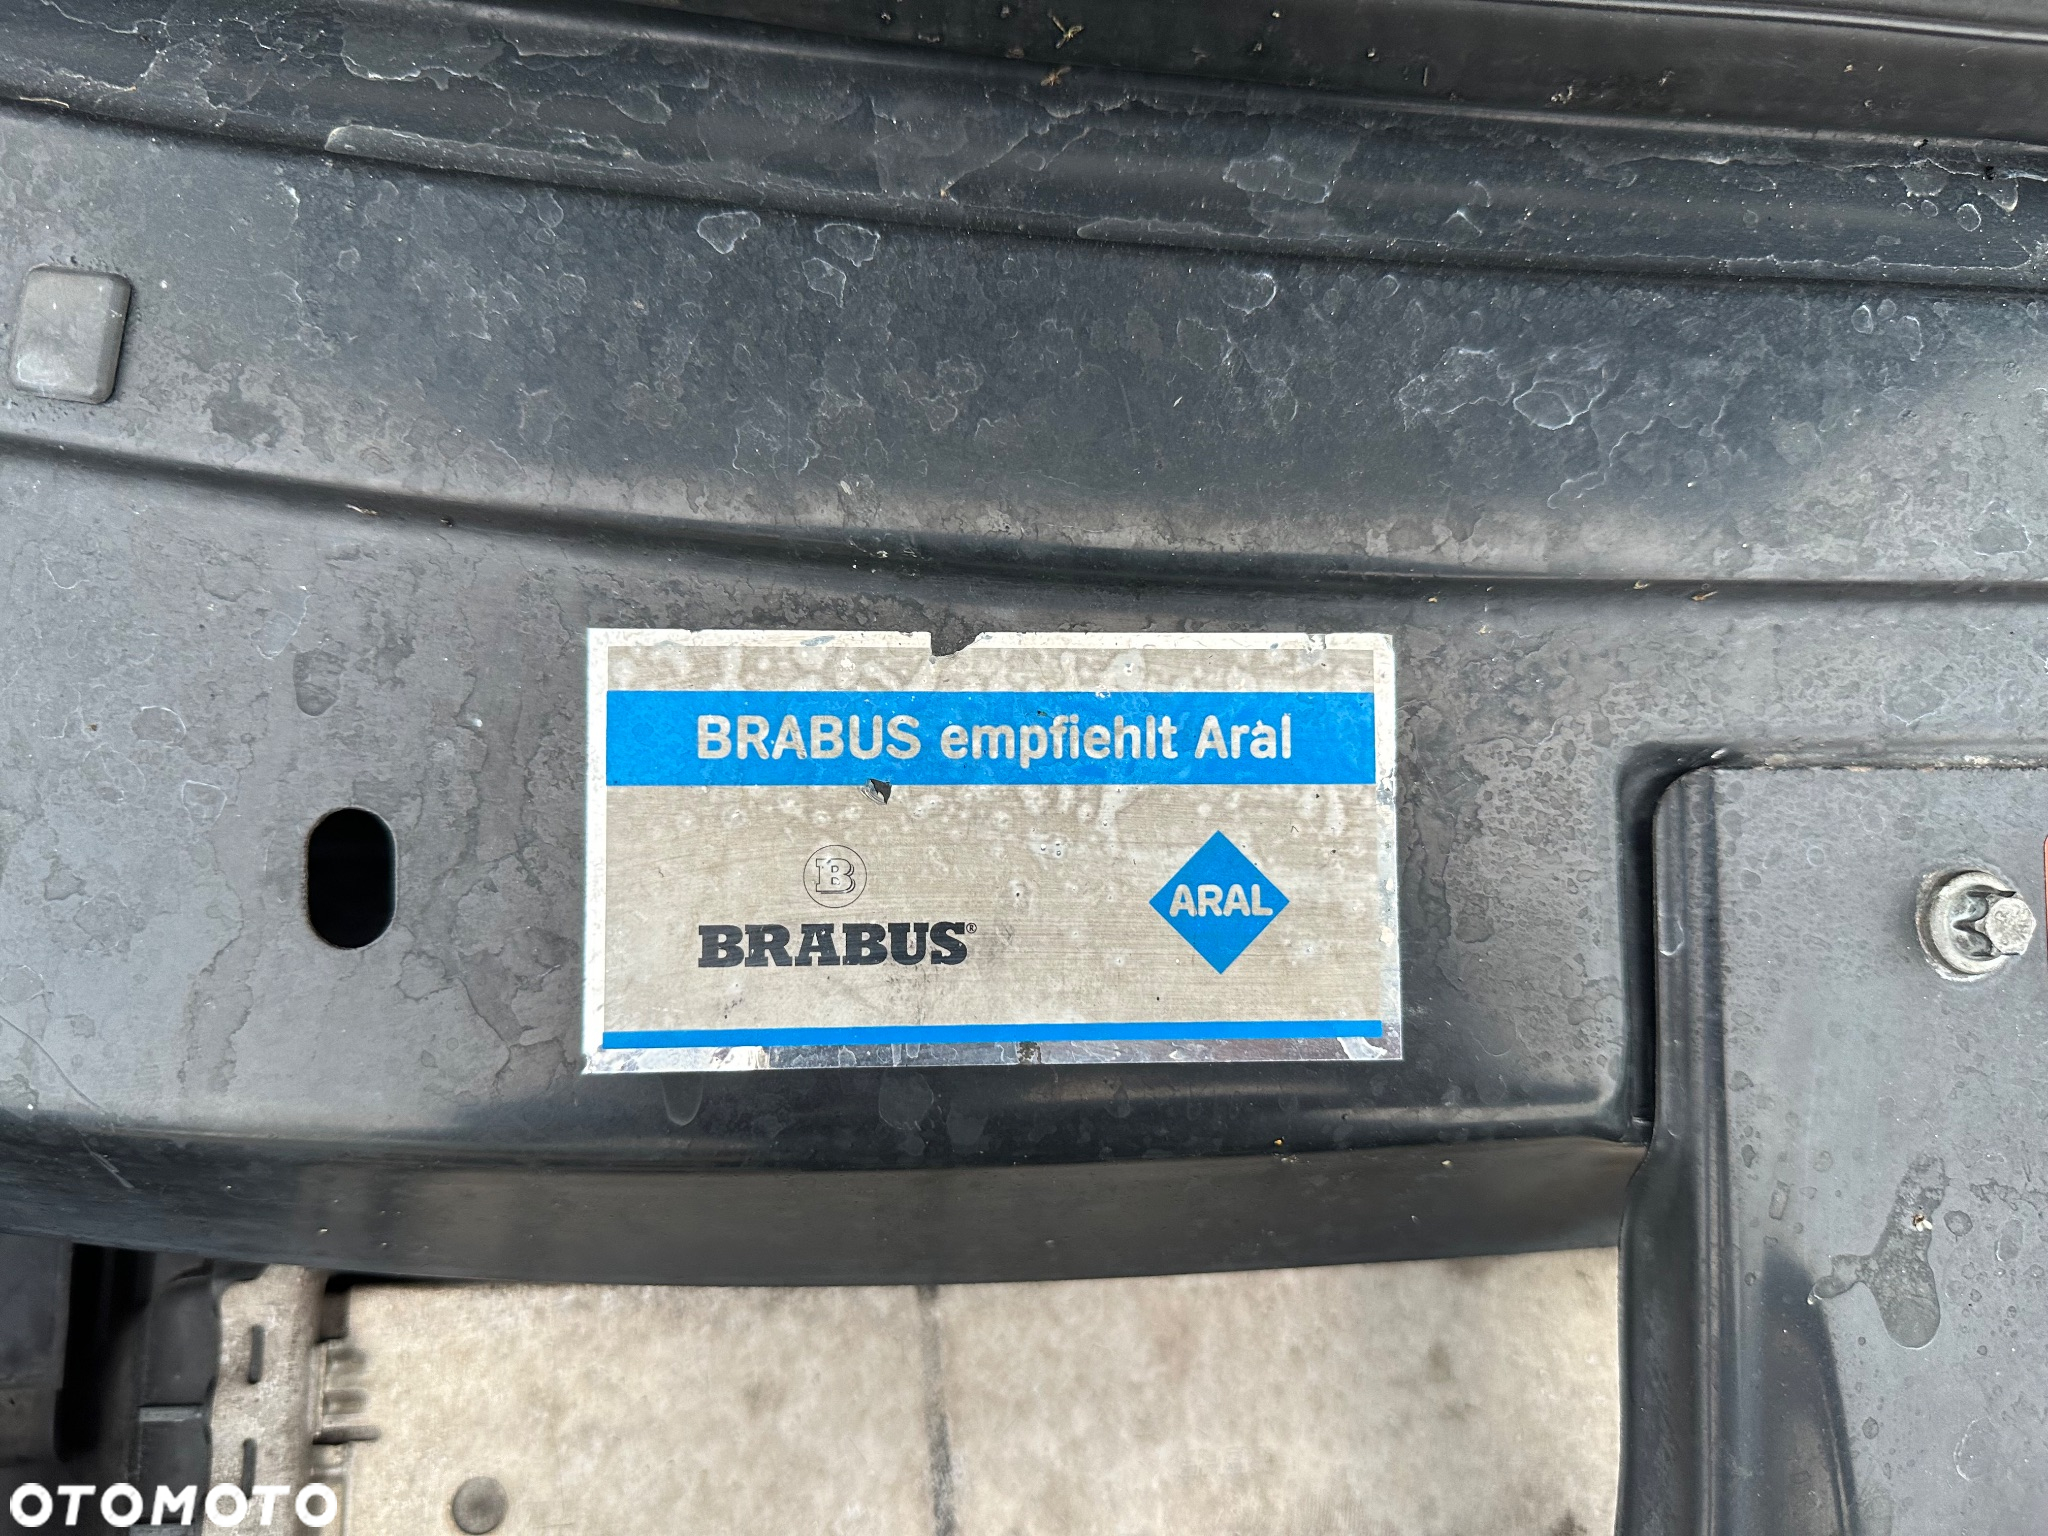 BRABUS empfiehlt Aral
B
BRABUS®
ARAL
OTOMOTO